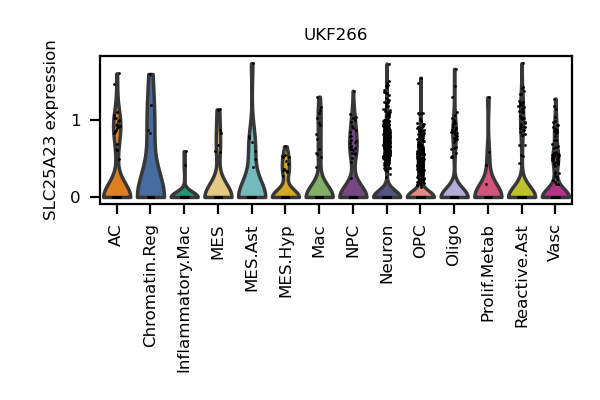 UKF266
SLC25A23 expression
1
0
AC
Chromatin.Reg
Inflammatory.Mac
MES
MES.Ast
MES.Hyp
Mac
NPC
Neuron
OPC
Oligo
Prolif.Metab
Reactive.Ast
Vasc